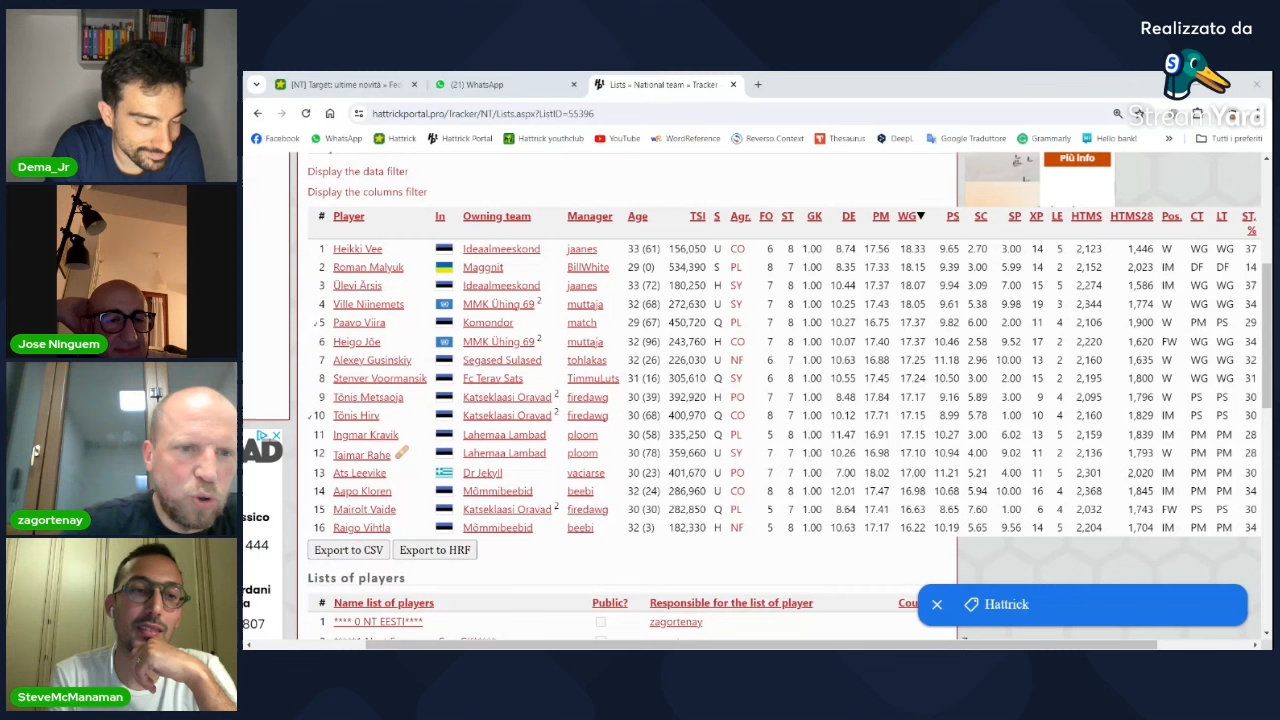 Realizzato da
StreamYard
Dema_Jr
Jose Ninguem
zagortenay
SteveMcManaman
[NT] Target: ultime novità » Fec
(21) WhatsApp
Lists » National team » Tracker
hattrickportal.pro/Tracker/NT/Lists.aspx?ListID=55396
Facebook WhatsApp Hattrick Hattrick Portal Hattrick youthclub YouTube WordReference Reverso Context Thesaurus DeepL Google Traduttore Grammarly Hello bank! » Tutti i preferiti
Più info
Display the data filter
Display the columns filter
# Player In Owning team Manager Age TSI S Agr. FO ST GK DE PM WG▼ PS SC SP XP LE HTMS HTMS28 Pos. CT LT ST, %
1 Heikki Vee Ideaalmeeskond jaanes 33 (61) 156,050 U CO 6 8 1.00 8.74 17.56 18.33 9.65 2.70 3.00 14 5 2,123 1,446 W WG WG 37
2 Roman Malyuk Maggnit BillWhite 29 (0) 534,390 S PL 8 7 1.00 8.35 17.33 18.15 9.39 3.00 5.99 14 2 2,152 2,023 IM DF DF 14
3 Ülevi Ärsis Ideaalmeeskond jaanes 33 (72) 180,250 H SY 7 8 1.00 10.44 17.37 18.07 9.94 3.09 7.00 15 5 2,274 1,586 IM WG WG 37
4 Ville Niinemets MMK Ühing 69 2 muttaja 32 (68) 272,630 U SY 7 8 1.00 10.25 17.43 18.05 9.61 5.38 9.98 19 3 2,344 1,774 W WG WG 34
✓5 Paavo Viira Komondor match 29 (67) 450,720 Q PL 7 8 1.00 10.27 16.75 17.37 9.82 6.00 2.00 11 4 2,106 1,900 W PM PS 29
6 Heigo Jõe MMK Ühing 69 2 muttaja 32 (96) 243,760 H CO 8 8 1.00 10.07 17.40 17.37 10.46 2.58 9.52 17 2 2,220 1,620 FW WG WG 34
7 Alexey Gusinskiy Segased Sulased tohlakas 32 (26) 226,030 U NF 6 7 1.00 10.63 16.88 17.25 11.18 2.96 10.00 13 2 2,160 1,635 W WG WG 32
8 Stenver Voormansik Fc Terav Sats TimmuLuts 31 (16) 305,610 Q SY 6 8 1.00 10.55 17.45 17.24 10.50 3.00 2.00 15 2 2,195 1,800 W WG WG 31
9 Tõnis Metsaoja Katseklaasi Oravad 2 firedawg 30 (39) 392,920 H PO 7 7 1.00 8.48 17.84 17.17 9.16 5.89 3.00 9 4 2,095 1,796 W PS PS 30
✓10 Tõnis Hiry Katseklaasi Oravad 2 firedawg 30 (68) 400,970 Q CO 8 8 1.00 10.12 17.71 17.15 8.99 5.78 1.00 10 4 2,160 1,829 IM PS PS 30
11 Ingmar Kravik Lahemaa Lambad ploom 30 (58) 335,250 Q PL 5 8 1.00 11.47 16.91 17.15 10.27 3.00 6.02 13 5 2,159 1,839 IM PM PM 28
12 Taimar Rahe Lahemaa Lambad ploom 30 (78) 359,660 U SY 7 7 1.00 10.26 16.98 17.10 10.94 4.00 9.02 11 2 2,136 1,793 W PM PM 28
13 Ats Leevike Dr Jekyll vaciarse 30 (23) 401,670 U PO 7 7 1.00 7.10 18.02 17.00 11.21 5.21 4.00 11 5 2,301 2,002 IM PM PM 34
14 Aapo Kloren Mõmmibeebid beebi 32 (24) 286,960 U CO 8 8 1.00 12.01 17.47 16.98 10.68 5.94 10.00 16 4 2,368 1,845 IM PM PM 34
15 Mairolt Vaide Katseklaasi Oravad 2 firedawg 30 (30) 282,850 Q PL 5 7 1.00 8.74 17.41 16.63 8.65 7.60 1.00 6 4 2,032 1,743 FW PS PS 30
16 Raigo Vihtla Mõmmibeebid beebi 32 (3) 182,330 H NF 5 8 1.00 10.63 17.17 16.22 10.19 5.65 9.56 14 5 2,204 1,704 IM PM PM 34
Export to CSV Export to HRF
Lists of players
# Name list of players Public? Responsible for the list of player Cou
1 **** 0 NT EESTI**** zagortenay
Hattrick
AD
ssico
444
rdani
a
807